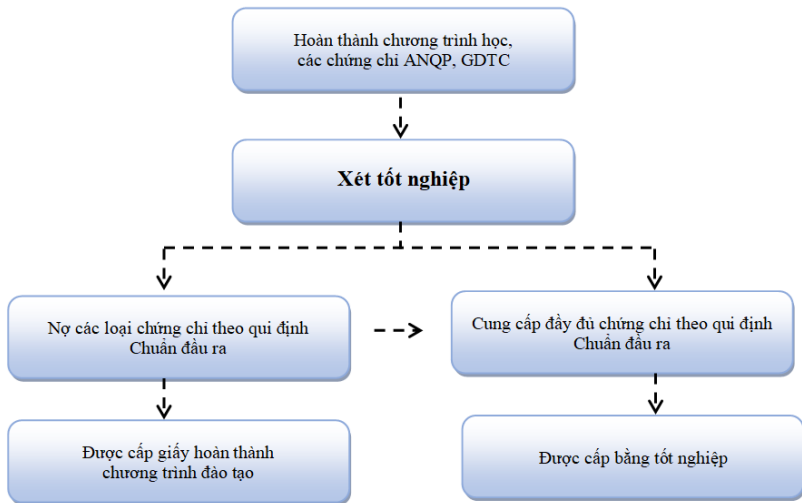 Hoàn thành chương trình học,
các chứng chỉ ANQP, GDTC
Xét tốt nghiệp
Nợ các loại chứng chỉ theo qui định
Chuẩn đầu ra
Cung cấp đầy đủ chứng chỉ theo qui định
Chuẩn đầu ra
Được cấp giấy hoàn thành
chương trình đào tạo
Được cấp bằng tốt nghiệp